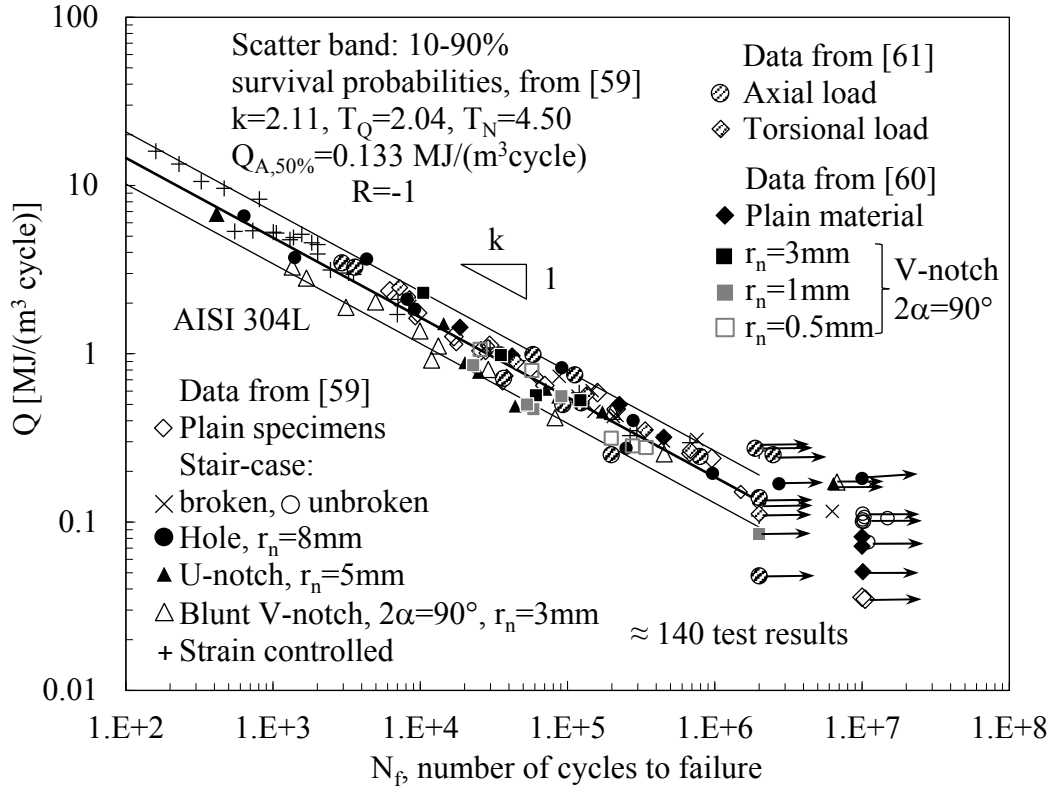 100
10
1
0.1
0.01
Q [MJ/(m³ cycle)]
Scatter band: 10-90%
survival probabilities, from [59]
k=2.11, T_Q=2.04, T_N=4.50
Q_A,50%=0.133 MJ/(m³cycle)
R=-1
k
1
AISI 304L
Data from [61]
Axial load
Torsional load
Data from [60]
Plain material
r_n=3mm
r_n=1mm
r_n=0.5mm
V-notch
2α=90°
Data from [59]
Plain specimens
Stair-case:
broken, unbroken
Hole, r_n=8mm
U-notch, r_n=5mm
Blunt V-notch, 2α=90°, r_n=3mm
Strain controlled
≈ 140 test results
1.E+2 1.E+3 1.E+4 1.E+5 1.E+6 1.E+7 1.E+8
N_f, number of cycles to failure